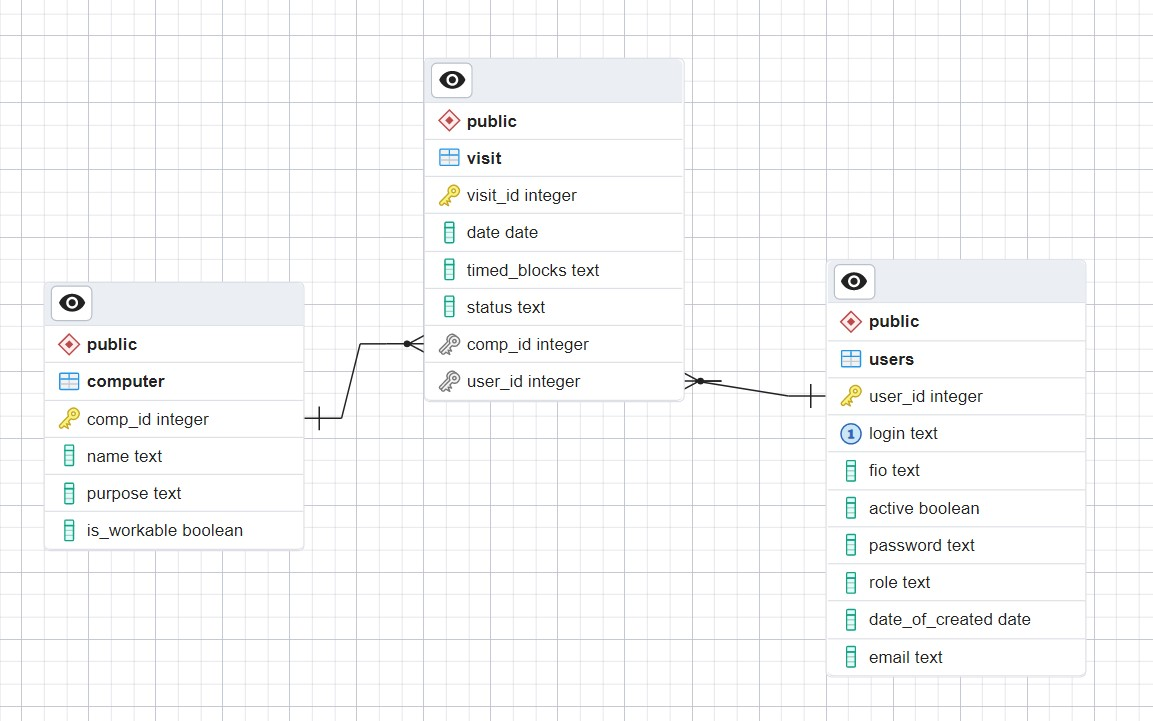 public
computer
comp_id integer
name text
purpose text
is_workable boolean
public
visit
visit_id integer
date date
timed_blocks text
status text
comp_id integer
user_id integer
public
users
user_id integer
1 login text
fio text
active boolean
password text
role text
date_of_created date
email text